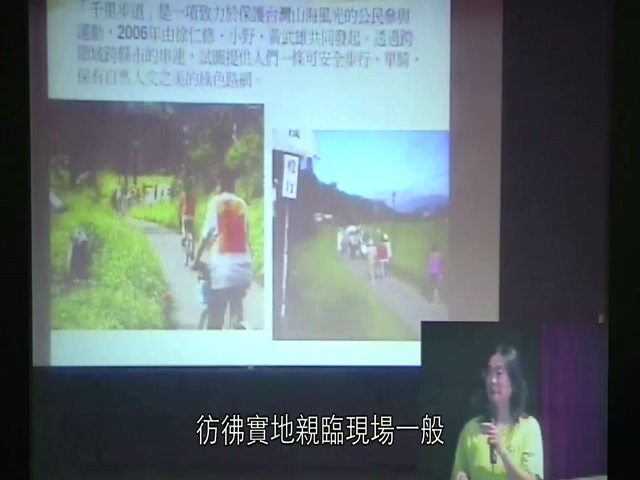 「千里步道」是一項致力於保護台灣山海風光的公民參與
運動，2006年由徐仁修、小野、黃武雄共同發起。透過跨
領域跨縣市的串連，試圖提供人們一條可安全步行、單騎，
保有自然人文之美的綠色路網。
慢行
彷彿實地親臨現場一般